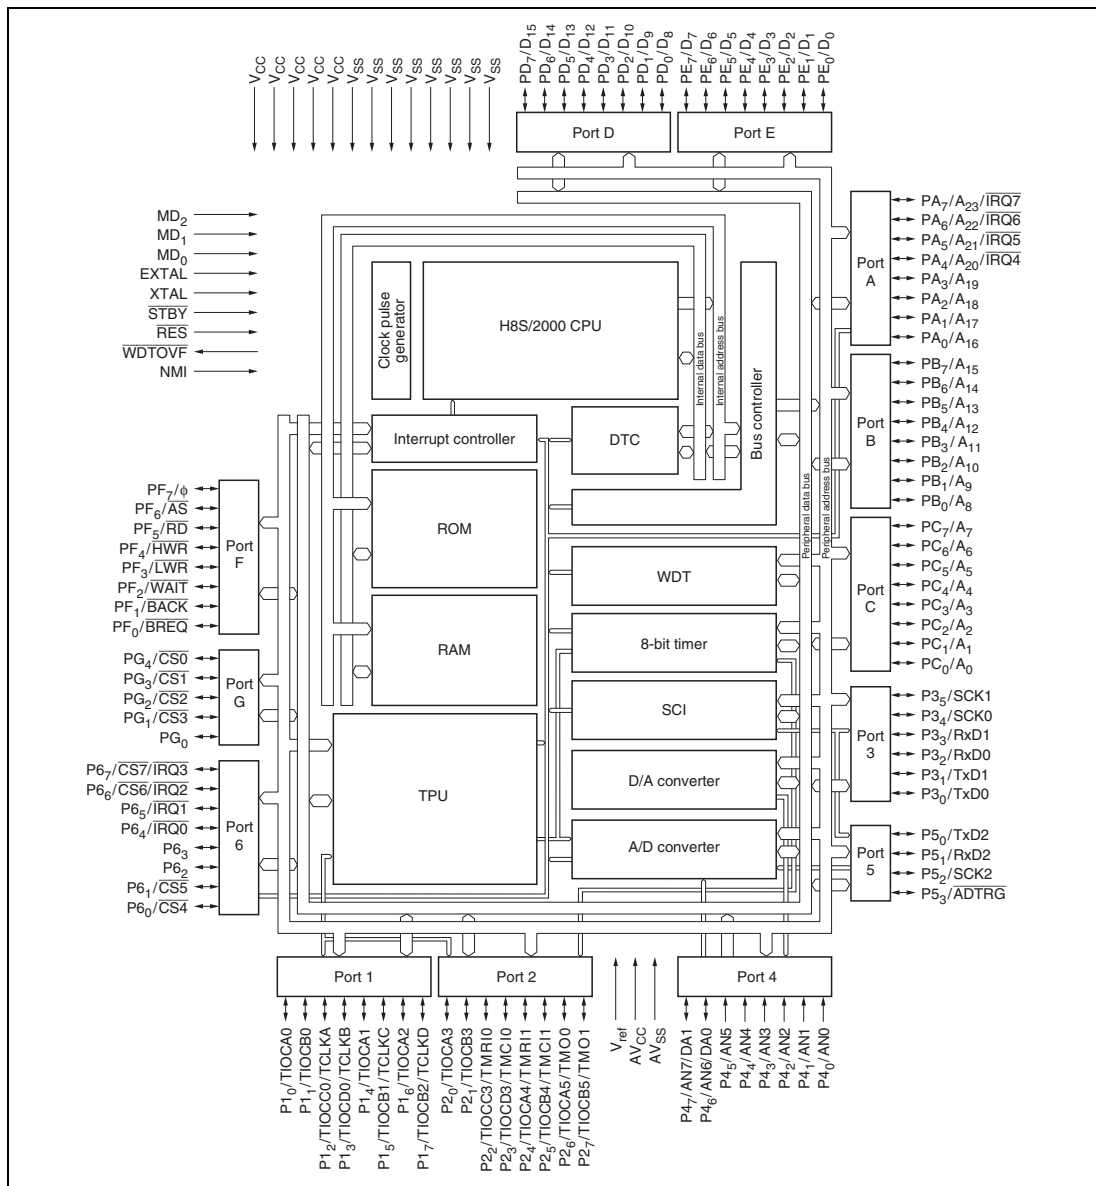 VCC
VCC
VCC
VCC
VCC
VSS
VSS
VSS
VSS
VSS
VSS
VSS
VSS
PD7/D15
PD6/D14
PD5/D13
PD4/D12
PD3/D11
PD2/D10
PD1/D9
PD0/D8
PE7/D7
PE6/D6
PE5/D5
PE4/D4
PE3/D3
PE2/D2
PE1/D1
PE0/D0
Port D
Port E
MD2
MD1
MD0
EXTAL
XTAL
STBY
RES
WDTOVF
NMI
Clock pulse
generator
H8S/2000 CPU
Internal data bus
Internal address bus
Bus controller
Interrupt controller
DTC
ROM
RAM
TPU
WDT
8-bit timer
SCI
D/A converter
A/D converter
Peripheral data bus
Peripheral address bus
Port
A
PA7/A23/IRQ7
PA6/A22/IRQ6
PA5/A21/IRQ5
PA4/A20/IRQ4
PA3/A19
PA2/A18
PA1/A17
PA0/A16
Port
B
PB7/A15
PB6/A14
PB5/A13
PB4/A12
PB3/A11
PB2/A10
PB1/A9
PB0/A8
Port
C
PC7/A7
PC6/A6
PC5/A5
PC4/A4
PC3/A3
PC2/A2
PC1/A1
PC0/A0
Port
3
P35/SCK1
P34/SCK0
P33/RxD1
P32/RxD0
P31/TxD1
P30/TxD0
Port
5
P50/TxD2
P51/RxD2
P52/SCK2
P53/ADTRG
PF7/ϕ
PF6/AS
PF5/RD
PF4/HWR
PF3/LWR
PF2/WAIT
PF1/BACK
PF0/BREQ
Port
F
PG4/CS0
PG3/CS1
PG2/CS2
PG1/CS3
PG0
Port
G
P67/CS7/IRQ3
P66/CS6/IRQ2
P65/IRQ1
P64/IRQ0
P63
P62
P61/CS5
P60/CS4
Port
6
Port 1
Port 2
Port 4
P10/TIOCA0
P11/TIOCB0
P12/TIOCC0/TCLKA
P13/TIOCD0/TCLKB
P14/TIOCA1
P15/TIOCB1/TCLKC
P16/TIOCA2
P17/TIOCB2/TCLKD
P20/TIOCA3
P21/TIOCB3
P22/TIOCC3/TMRI0
P23/TIOCD3/TMCI0
P24/TIOCA4/TMRI1
P25/TIOCB4/TMCI1
P26/TIOCA5/TMO0
P27/TIOCB5/TMO1
Vref
AVCC
AVSS
P47/AN7/DA1
P46/AN6/DA0
P45/AN5
P44/AN4
P43/AN3
P42/AN2
P41/AN1
P40/AN0